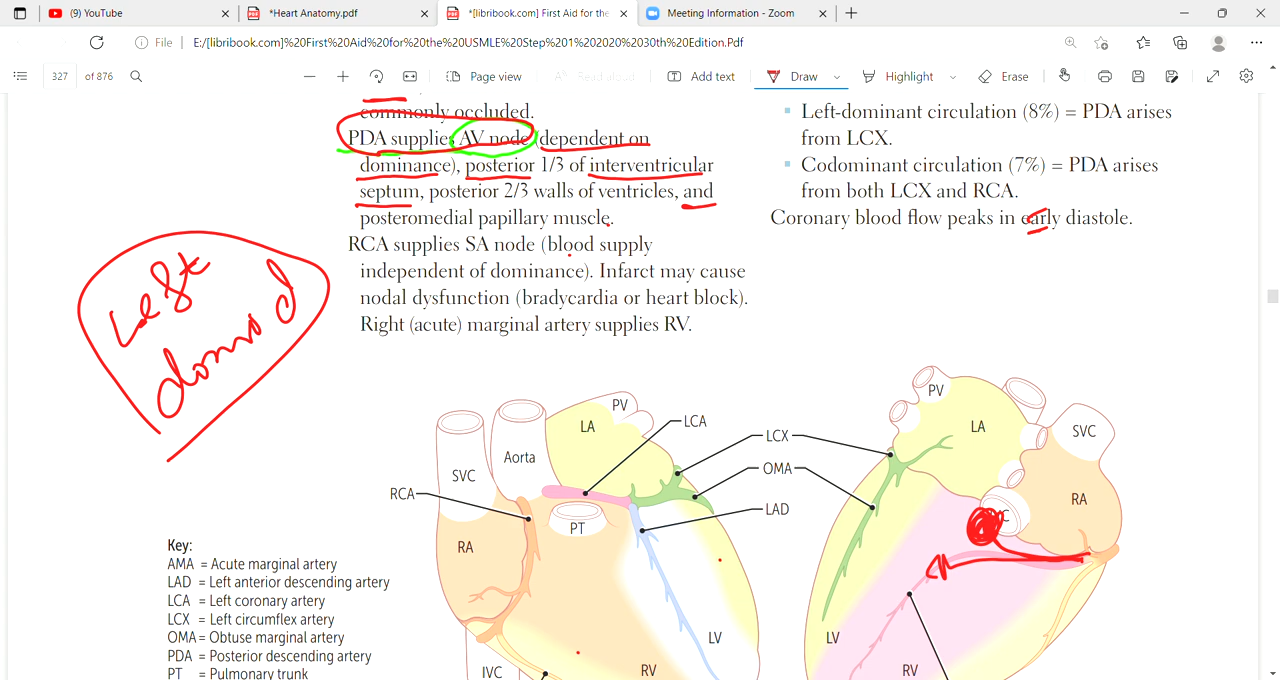 (9) YouTube
*Heart Anatomy.pdf
*[libribook.com] First Aid for the
Meeting Information - Zoom
File
E:/[libribook.com]%20First%20Aid%20for%20the%20USMLE%20Step%201%202020%2030th%20Edition.Pdf
327 of 876
Page view
Read aloud
Add text
Draw
Highlight
Erase
commonly occluded.
PDA supplies AV node (dependent on
dominance), posterior 1/3 of interventricular
septum, posterior 2/3 walls of ventricles, and
posteromedial papillary muscle.
RCA supplies SA node (blood supply
independent of dominance). Infarct may cause
nodal dysfunction (bradycardia or heart block).
Right (acute) marginal artery supplies RV.
Left-dominant circulation (8%) = PDA arises
from LCX.
Codominant circulation (7%) = PDA arises
from both LCX and RCA.
Coronary blood flow peaks in early diastole.
Left
PV
LA
LCA
Aorta
SVC
RCA
PT
RA
LAD
LCX
OMA
LV
RV
IVC
PV
LA
SVC
RA
LV
RV
Key:
AMA = Acute marginal artery
LAD = Left anterior descending artery
LCA = Left coronary artery
LCX = Left circumflex artery
OMA = Obtuse marginal artery
PDA = Posterior descending artery
PT = Pulmonary trunk